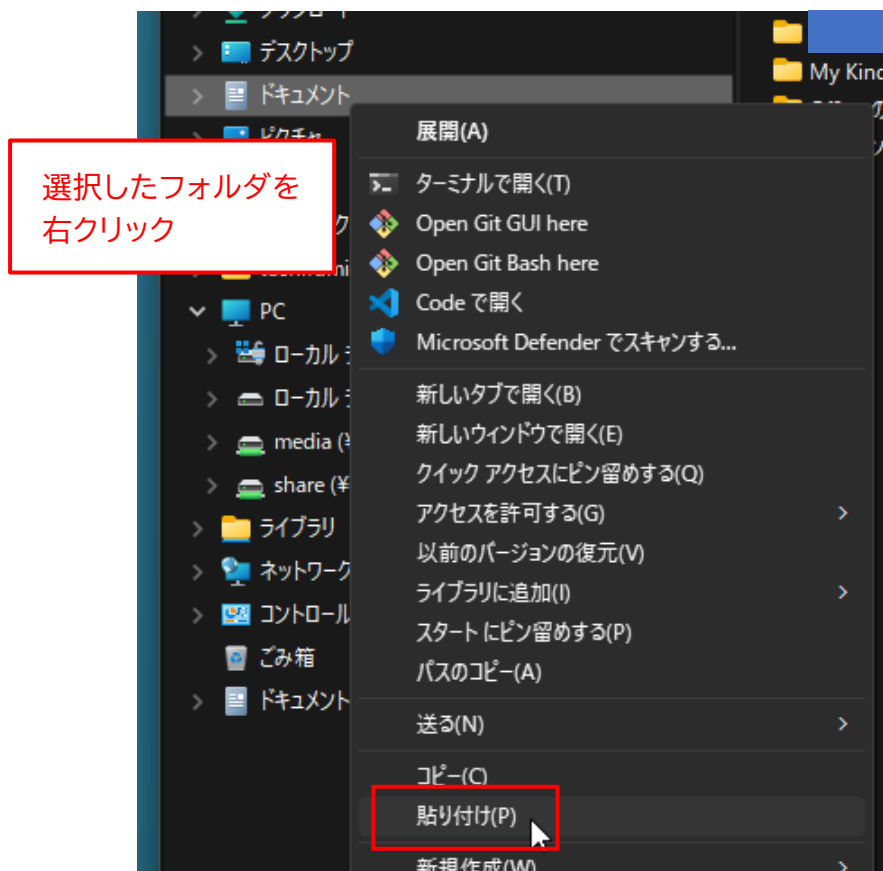 デスクトップ
My Kind
ドキュメント
展開(A)
選択したフォルダを
右クリック
ターミナルで開く(T)
Open Git GUI here
Open Git Bash here
Code で開く
PC
Microsoft Defender でスキャンする...
ローカル
新しいタブで開く(B)
ローカル
新しいウィンドウで開く(E)
media (¥
クイック アクセスにピン留めする(Q)
share (¥
アクセスを許可する(G)
ライブラリ
以前のバージョンの復元(V)
ネットワーク
ライブラリに追加(I)
コントロール
スタート にピン留めする(P)
ごみ箱
パスのコピー(A)
ドキュメント
送る(N)
コピー(C)
貼り付け(P)
新規作成(W)